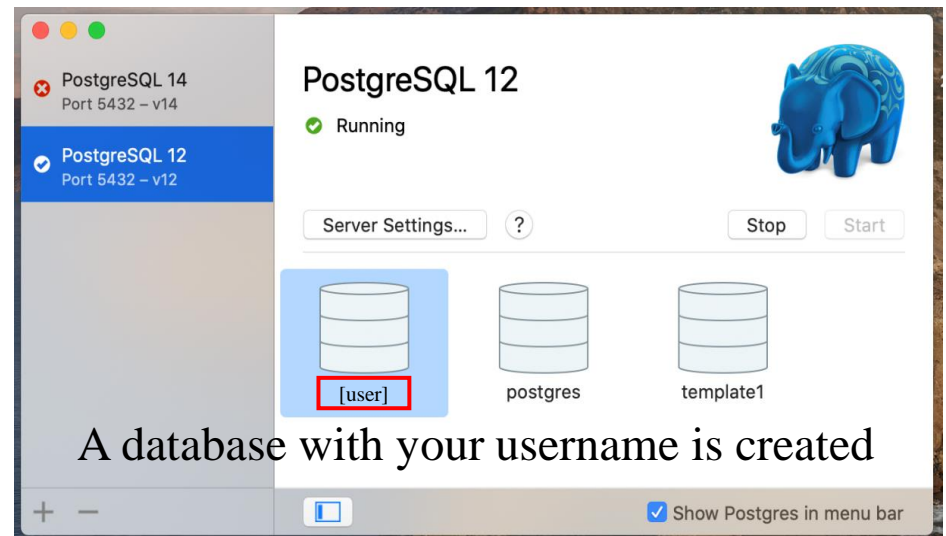 PostgreSQL 14
Port 5432 – v14
PostgreSQL 12
Port 5432 – v12
PostgreSQL 12
Running
Server Settings... ? Stop Start
[user] postgres template1
A database with your username is created
+ −
Show Postgres in menu bar